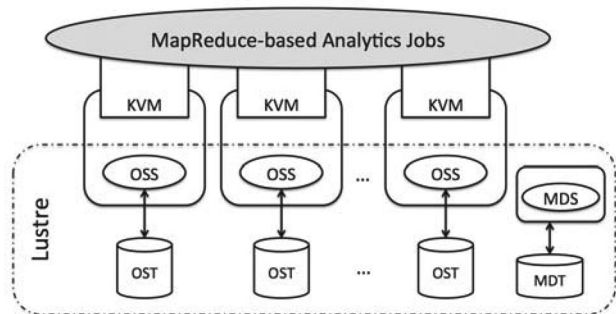 MapReduce-based Analytics Jobs
KVM KVM KVM
OSS OSS ... OSS
MDS
Lustre
OST OST ... OST MDT